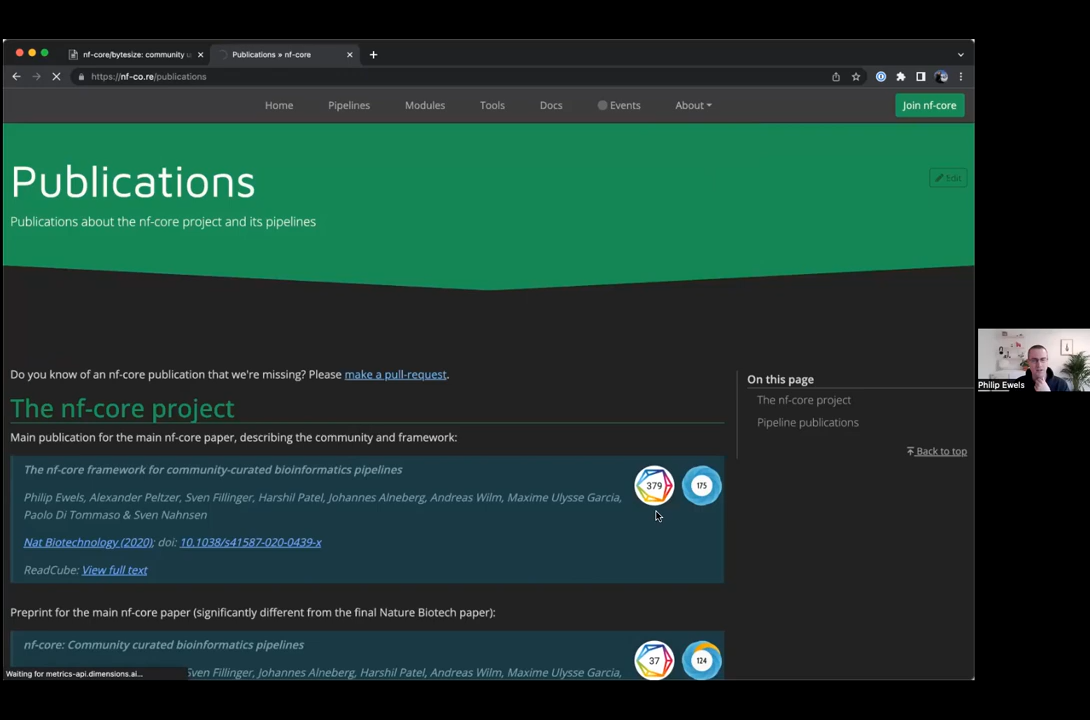 nf-core/bytesize: community u
Publications » nf-core
https://nf-co.re/publications
Home Pipelines Modules Tools Docs Events About Join nf-core
Publications
Edit
Publications about the nf-core project and its pipelines
Do you know of an nf-core publication that we're missing? Please make a pull-request.
On this page
The nf-core project
Pipeline publications
Back to top
The nf-core project
Main publication for the main nf-core paper, describing the community and framework:
The nf-core framework for community-curated bioinformatics pipelines
379 175
Philip Ewels, Alexander Peltzer, Sven Fillinger, Harshil Patel, Johannes Alneberg, Andreas Wilm, Maxime Ulysse Garcia,
Paolo Di Tommaso & Sven Nahnsen
Nat Biotechnology (2020); doi: 10.1038/s41587-020-0439-x
ReadCube: View full text
Preprint for the main nf-core paper (significantly different from the final Nature Biotech paper):
nf-core: Community curated bioinformatics pipelines
37 124
Sven Fillinger, Johannes Alneberg, Harshil Patel, Andreas Wilm, Maxime Ulysse Garcia,
Waiting for metrics-api.dimensions.ai...
Philip Ewels